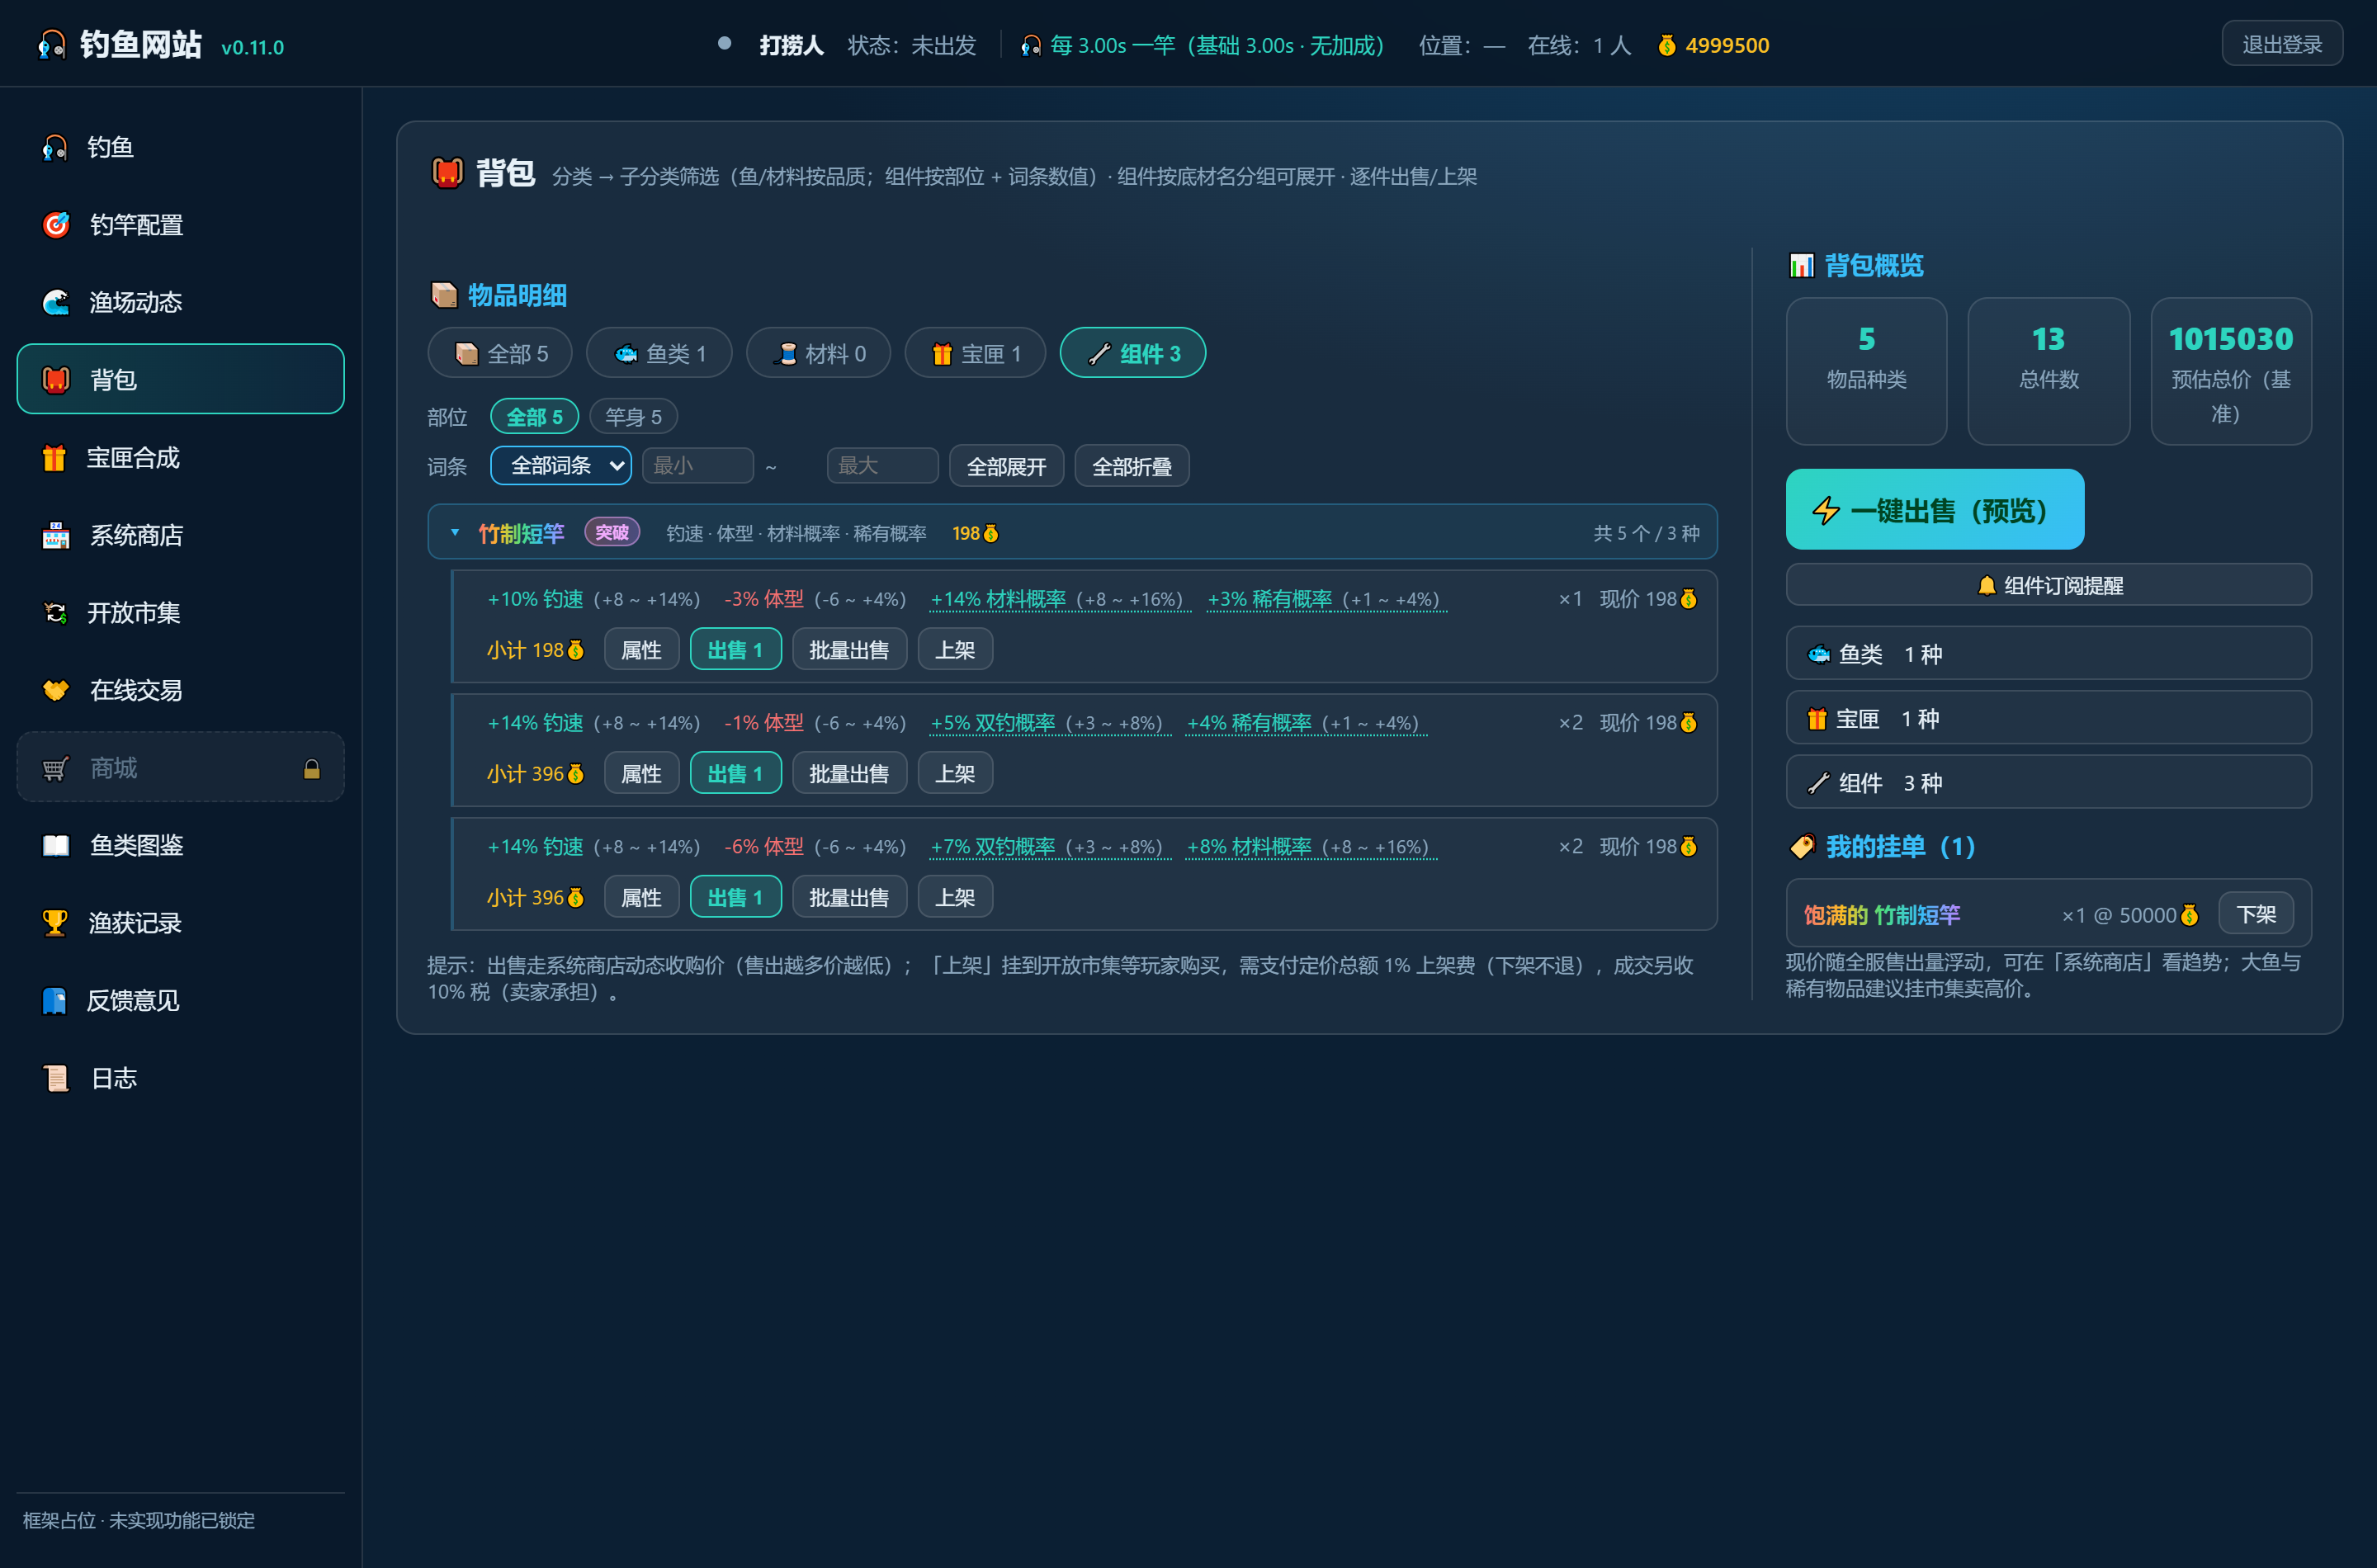 钓鱼网站 v0.11.0
打捞人 状态：未出发 每 3.00s 一竿（基础 3.00s · 无加成） 位置：— 在线：1 人 4999500
退出登录
钓鱼
钓竿配置
渔场动态
背包
宝匣合成
系统商店
开放市集
在线交易
商城
鱼类图鉴
渔获记录
反馈意见
日志
框架占位 · 未实现功能已锁定
背包 分类 → 子分类筛选（鱼/材料按品质；组件按部位 + 词条数值）· 组件按底材名分组可展开 · 逐件出售/上架
物品明细
全部 5 鱼类 1 材料 0 宝匣 1 组件 3
部位 全部 5 竿身 5
词条 全部词条 最小 ~ 最大 全部展开 全部折叠
竹制短竿 突破 钓速 · 体型 · 材料概率 · 稀有概率 198 共 5 个 / 3 种
+10% 钓速（+8 ~ +14%） -3% 体型（-6 ~ +4%） +14% 材料概率（+8 ~ +16%） +3% 稀有概率（+1 ~ +4%） ×1 现价 198
小计 198 属性 出售 1 批量出售 上架
+14% 钓速（+8 ~ +14%） -1% 体型（-6 ~ +4%） +5% 双钓概率（+3 ~ +8%） +4% 稀有概率（+1 ~ +4%） ×2 现价 198
小计 396 属性 出售 1 批量出售 上架
+14% 钓速（+8 ~ +14%） -6% 体型（-6 ~ +4%） +7% 双钓概率（+3 ~ +8%） +8% 材料概率（+8 ~ +16%） ×2 现价 198
小计 396 属性 出售 1 批量出售 上架
提示：出售走系统商店动态收购价（售出越多价越低）；「上架」挂到开放市集等玩家购买，需支付定价总额 1% 上架费（下架不退），成交另收
10% 税（卖家承担）。
背包概览
5 13 1015030
物品种类 总件数 预估总价（基
准）
一键出售（预览）
组件订阅提醒
鱼类 1 种
宝匣 1 种
组件 3 种
我的挂单（1）
饱满的 竹制短竿 ×1 @ 50000 下架
现价随全服售出量浮动，可在「系统商店」看趋势；大鱼与
稀有物品建议挂市集卖高价。